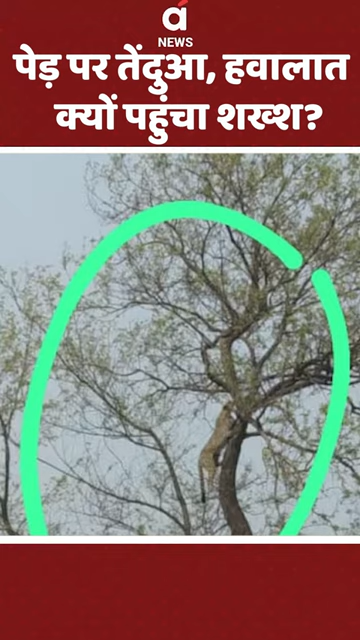 á
NEWS
पेड़ पर तेंदुआ, हवालात
क्यों पहुंचा शख्श?